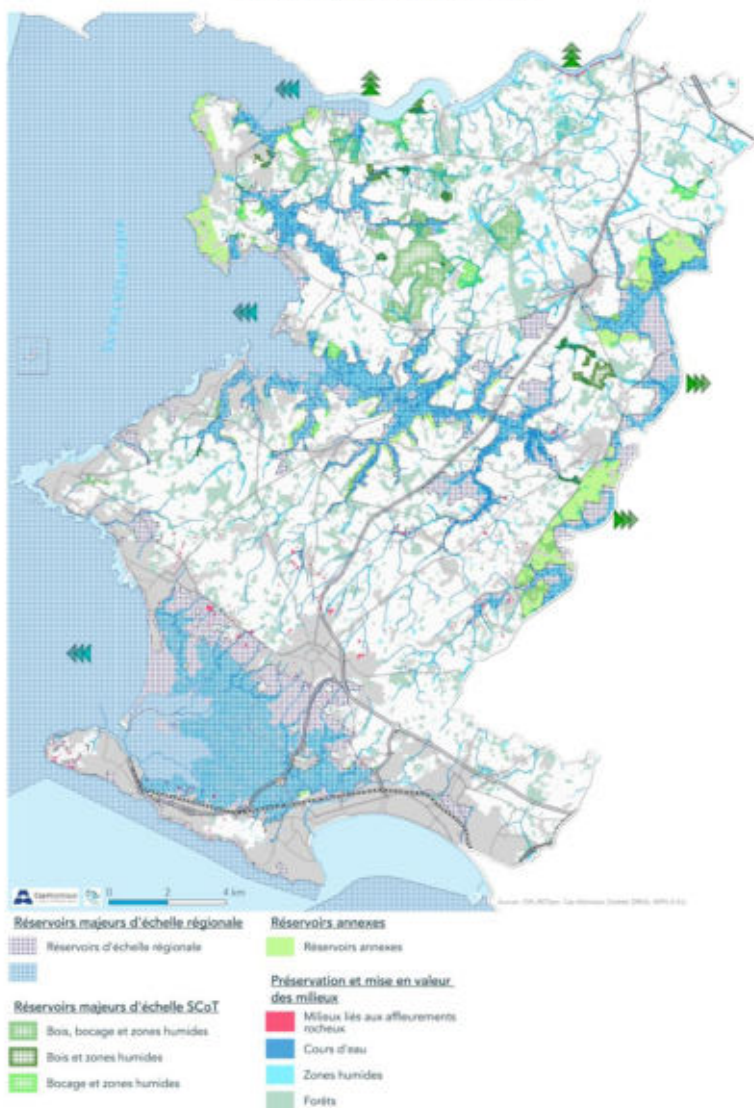 Cap Atlantique
0 2 4 km
Réservoirs majeurs d'échelle régionale
Réservoirs d'échelle régionale
Réservoirs majeurs d'échelle SCoT
Bois, bocage et zones humides
Bois et zones humides
Bocage et zones humides
Réservoirs annexes
Réservoirs annexes
Préservation et mise en valeur
des milieux
Milieux liés aux affleurements
rocheux
Cours d'eau
Zones humides
Forêts